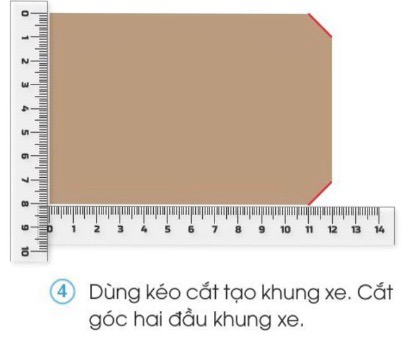 0 1 2 3 4 5 6 7 8 9 10
0 1 2 3 4 5 6 7 8 9 10 11 12 13 14
4 Dùng kéo cắt tạo khung xe. Cắt
góc hai đầu khung xe.